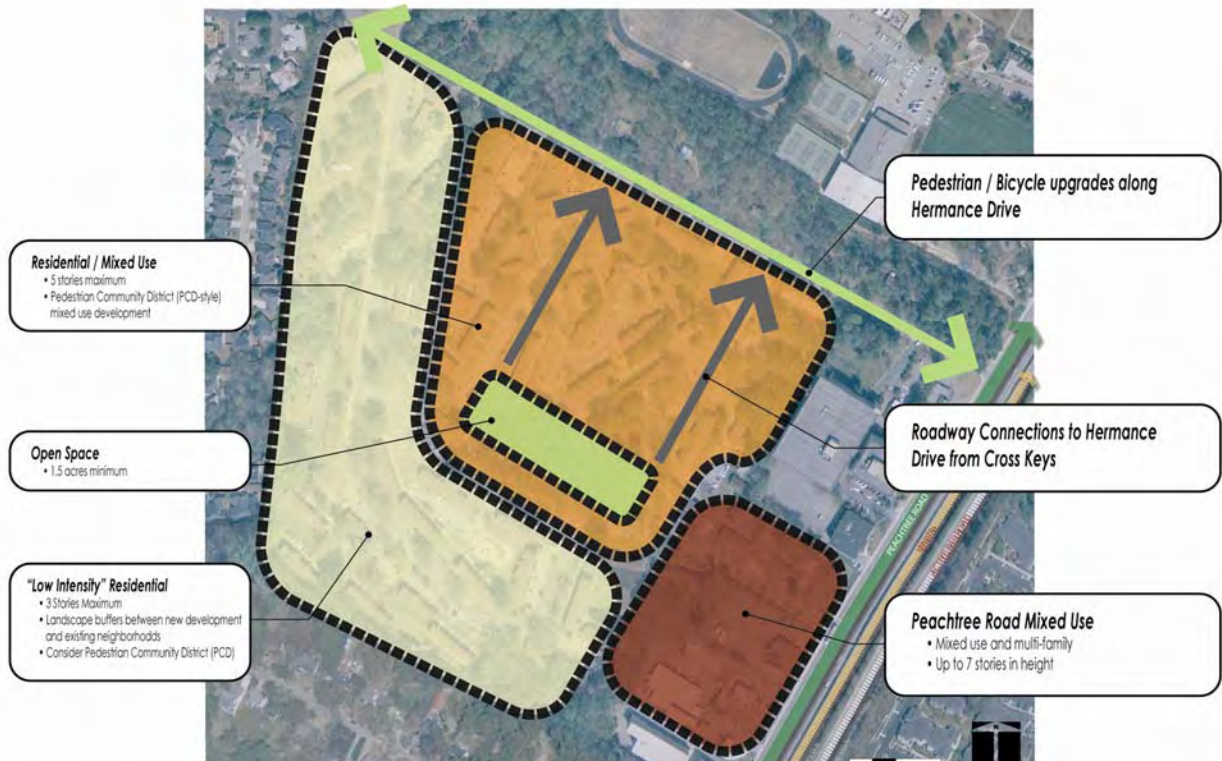 Pedestrian / Bicycle upgrades along
Hermance Drive
Residential / Mixed Use
• 5 stories maximum
• Pedestrian Community District (PCD-style)
mixed use development
Roadway Connections to Hermance
Drive from Cross Keys
Open Space
• 1.5 acres minimum
"Low Intensity" Residential
• 3 Stories Maximum
• Landscape buffers between new development
and existing neighborhodds
• Consider Pedestrian Community District (PCD)
Peachtree Road Mixed Use
• Mixed use and multi-family
• Up to 7 stories in height
PEACHTREE ROAD